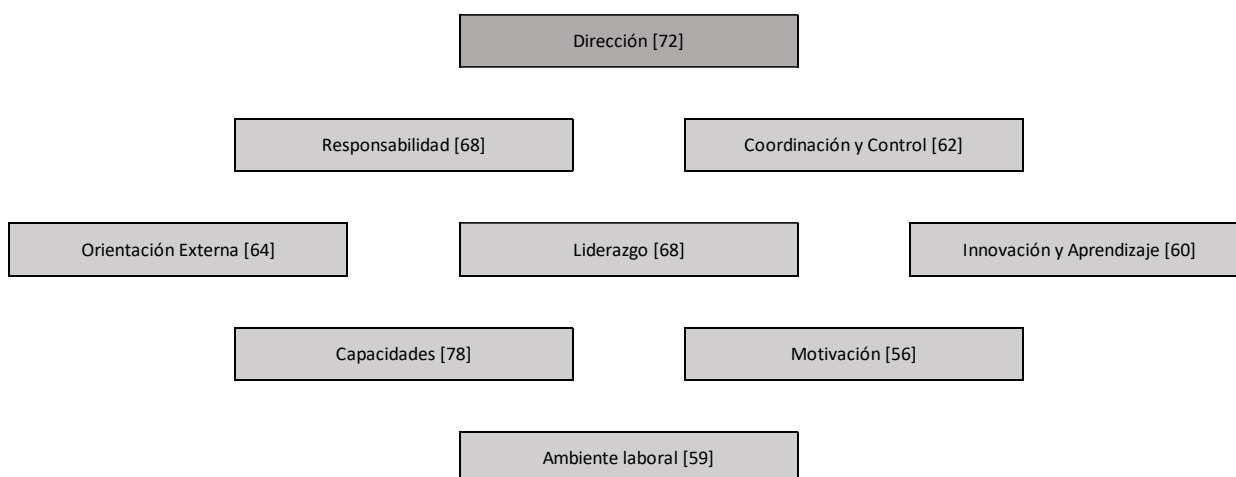 Dirección [72]
Responsabilidad [68]
Coordinación y Control [62]
Orientación Externa [64]
Liderazgo [68]
Innovación y Aprendizaje [60]
Capacidades [78]
Motivación [56]
Ambiente laboral [59]